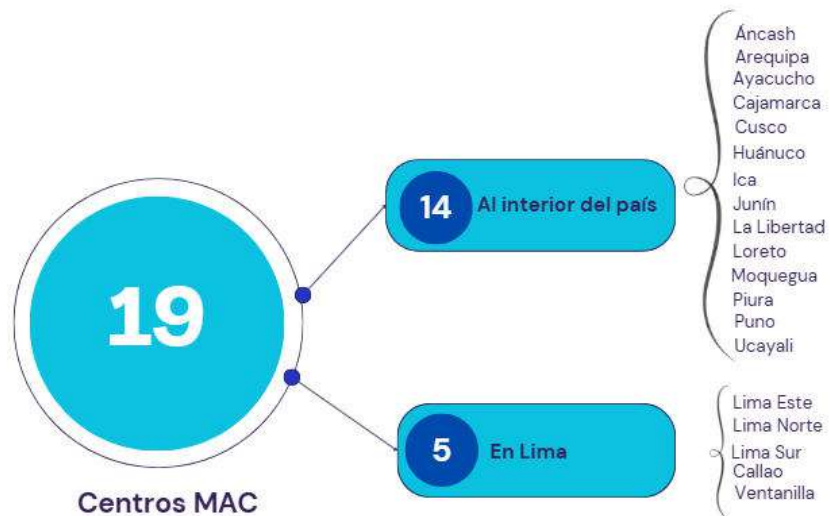 19
Centros MAC
14
Al interior del país
Áncash
Arequipa
Ayacucho
Cajamarca
Cusco
Huánuco
Ica
Junín
La Libertad
Loreto
Moquegua
Piura
Puno
Ucayali
5
En Lima
Lima Este
Lima Norte
Lima Sur
Callao
Ventanilla